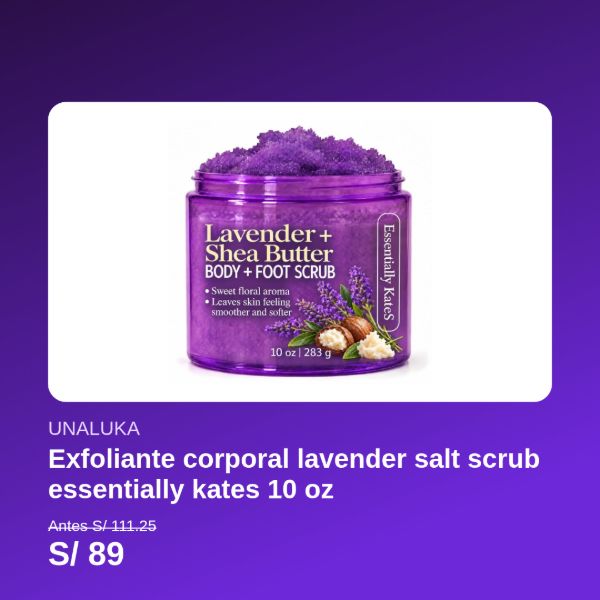 Lavender +
Shea Butter
BODY + FOOT SCRUB
• Sweet floral aroma
• Leaves skin feeling
smoother and softer
10 oz | 283 g
Essentially KateS
UNALUKA
Exfoliante corporal lavender salt scrub
essentially kates 10 oz
Antes S/ 111.25
S/ 89